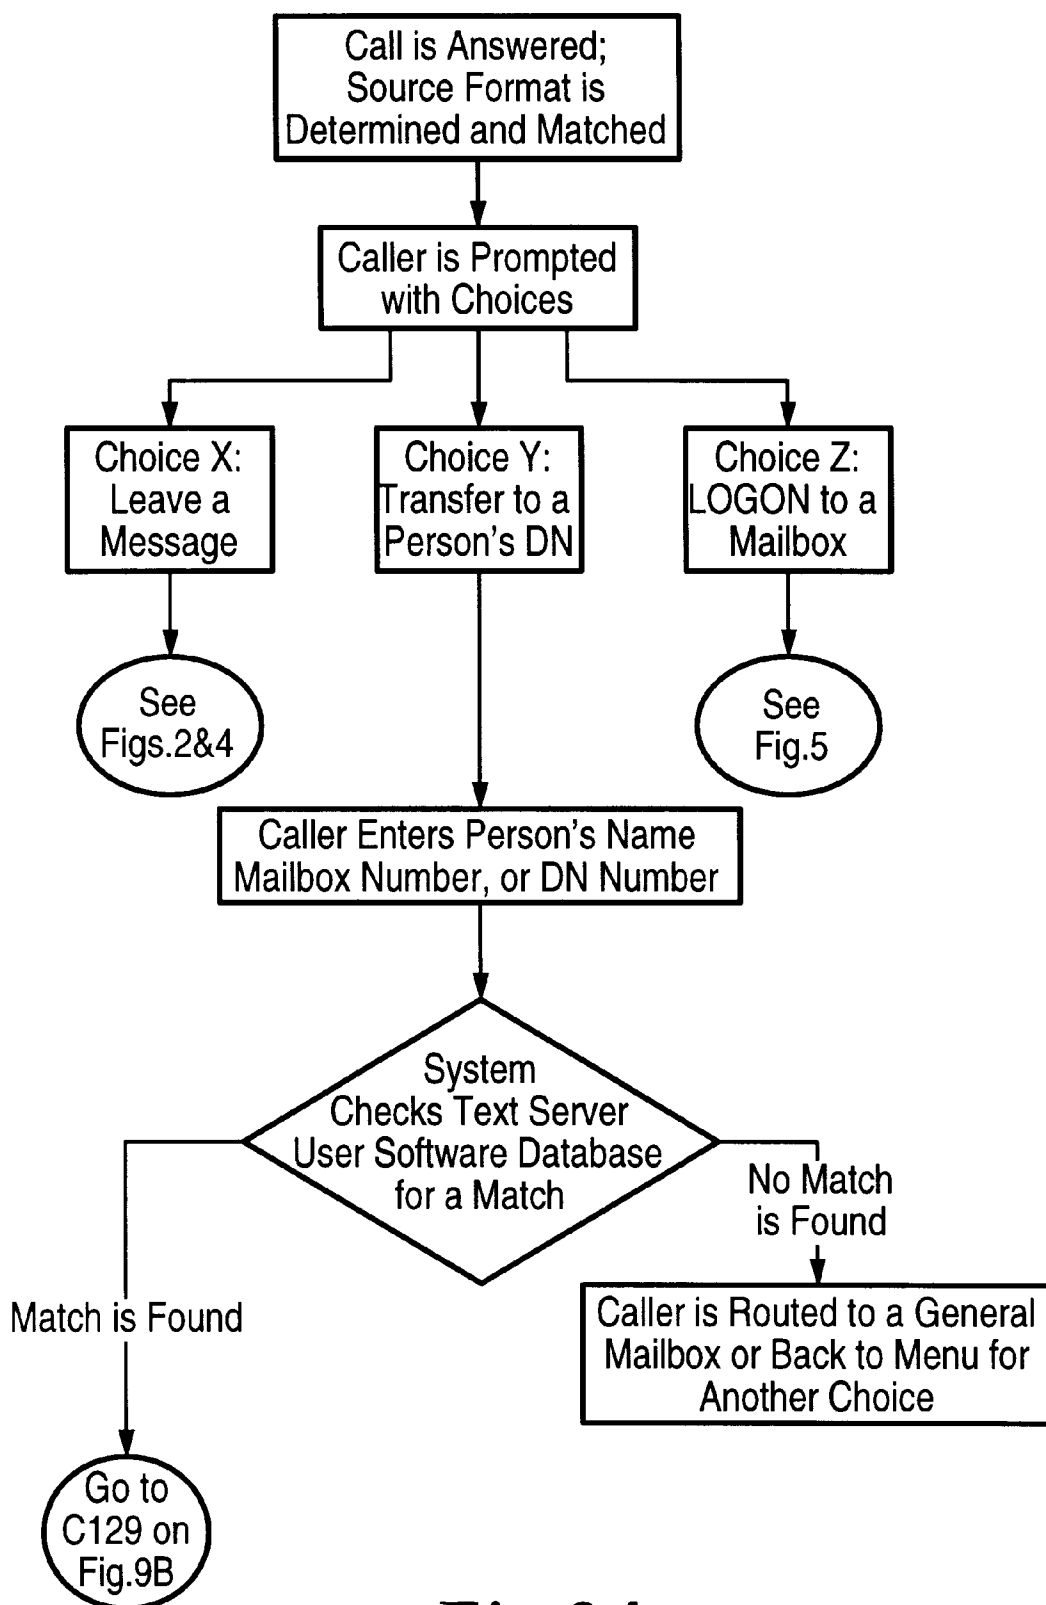 Call is Answered;
Source Format is
Determined and Matched
Caller is Prompted
with Choices
Choice X:
Leave a
Message
Choice Y:
Transfer to a
Person's DN
Choice Z:
LOGON to a
Mailbox
See
Figs.2&4
See
Fig.5
Caller Enters Person's Name
Mailbox Number, or DN Number
System
Checks Text Server
User Software Database
for a Match
No Match
is Found
Match is Found
Caller is Routed to a General
Mailbox or Back to Menu for
Another Choice
Go to
C129 on
Fig.9B